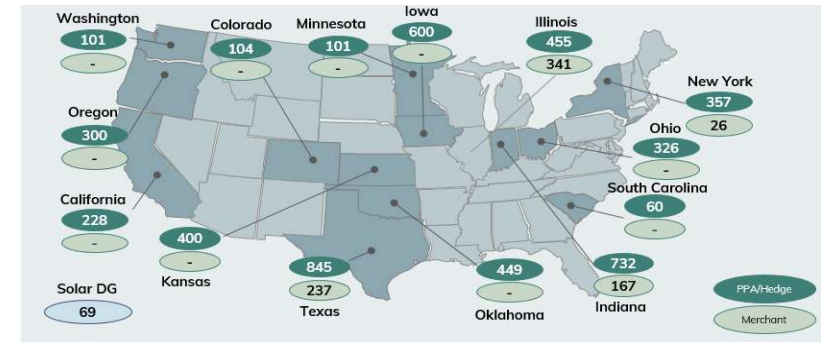 Washington
101
-
Colorado
104
-
Minnesota
101
-
Iowa
600
-
Illinois
455
341
New York
357
26
Oregon
300
-
Ohio
326
-
California
228
-
South Carolina
60
-
400
-
Kansas
845
237
Texas
449
-
Oklahoma
732
167
Indiana
Solar DG
69
PPA/Hedge
Merchant